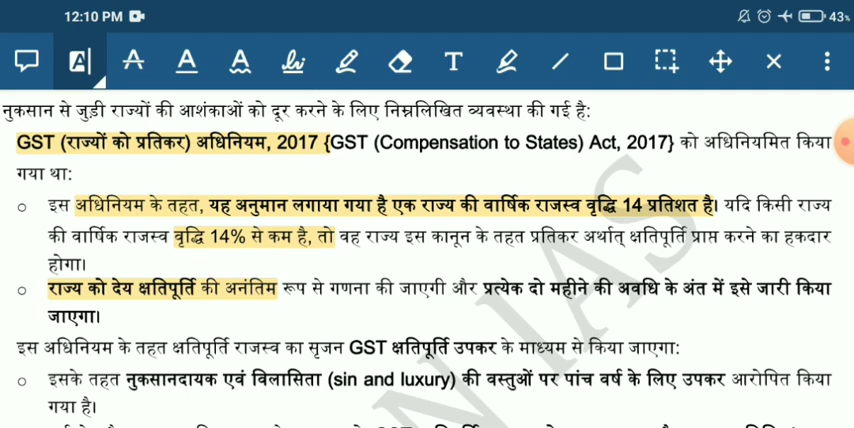 12:10 PM
43%
A A A A T
नुकसान से जुड़ी राज्यों की आशंकाओं को दूर करने के लिए निम्नलिखित व्यवस्था की गई है:
GST (राज्यों को प्रतिकर) अधिनियम, 2017 {GST (Compensation to States) Act, 2017} को अधिनियमित किया
गया था:
○ इस अधिनियम के तहत, यह अनुमान लगाया गया है एक राज्य की वार्षिक राजस्व वृद्धि 14 प्रतिशत है। यदि किसी राज्य
की वार्षिक राजस्व वृद्धि 14% से कम है, तो वह राज्य इस कानून के तहत प्रतिकर अर्थात् क्षतिपूर्ति प्राप्त करने का हकदार
होगा।
○ राज्य को देय क्षतिपूर्ति की अनंतिम रूप से गणना की जाएगी और प्रत्येक दो महीने की अवधि के अंत में इसे जारी किया
जाएगा।
इस अधिनियम के तहत क्षतिपूर्ति राजस्व का सृजन GST क्षतिपूर्ति उपकर के माध्यम से किया जाएगा:
○ इसके तहत नुकसानदायक एवं विलासिता (sin and luxury) की वस्तुओं पर पांच वर्ष के लिए उपकर आरोपित किया
गया है।
N IAS